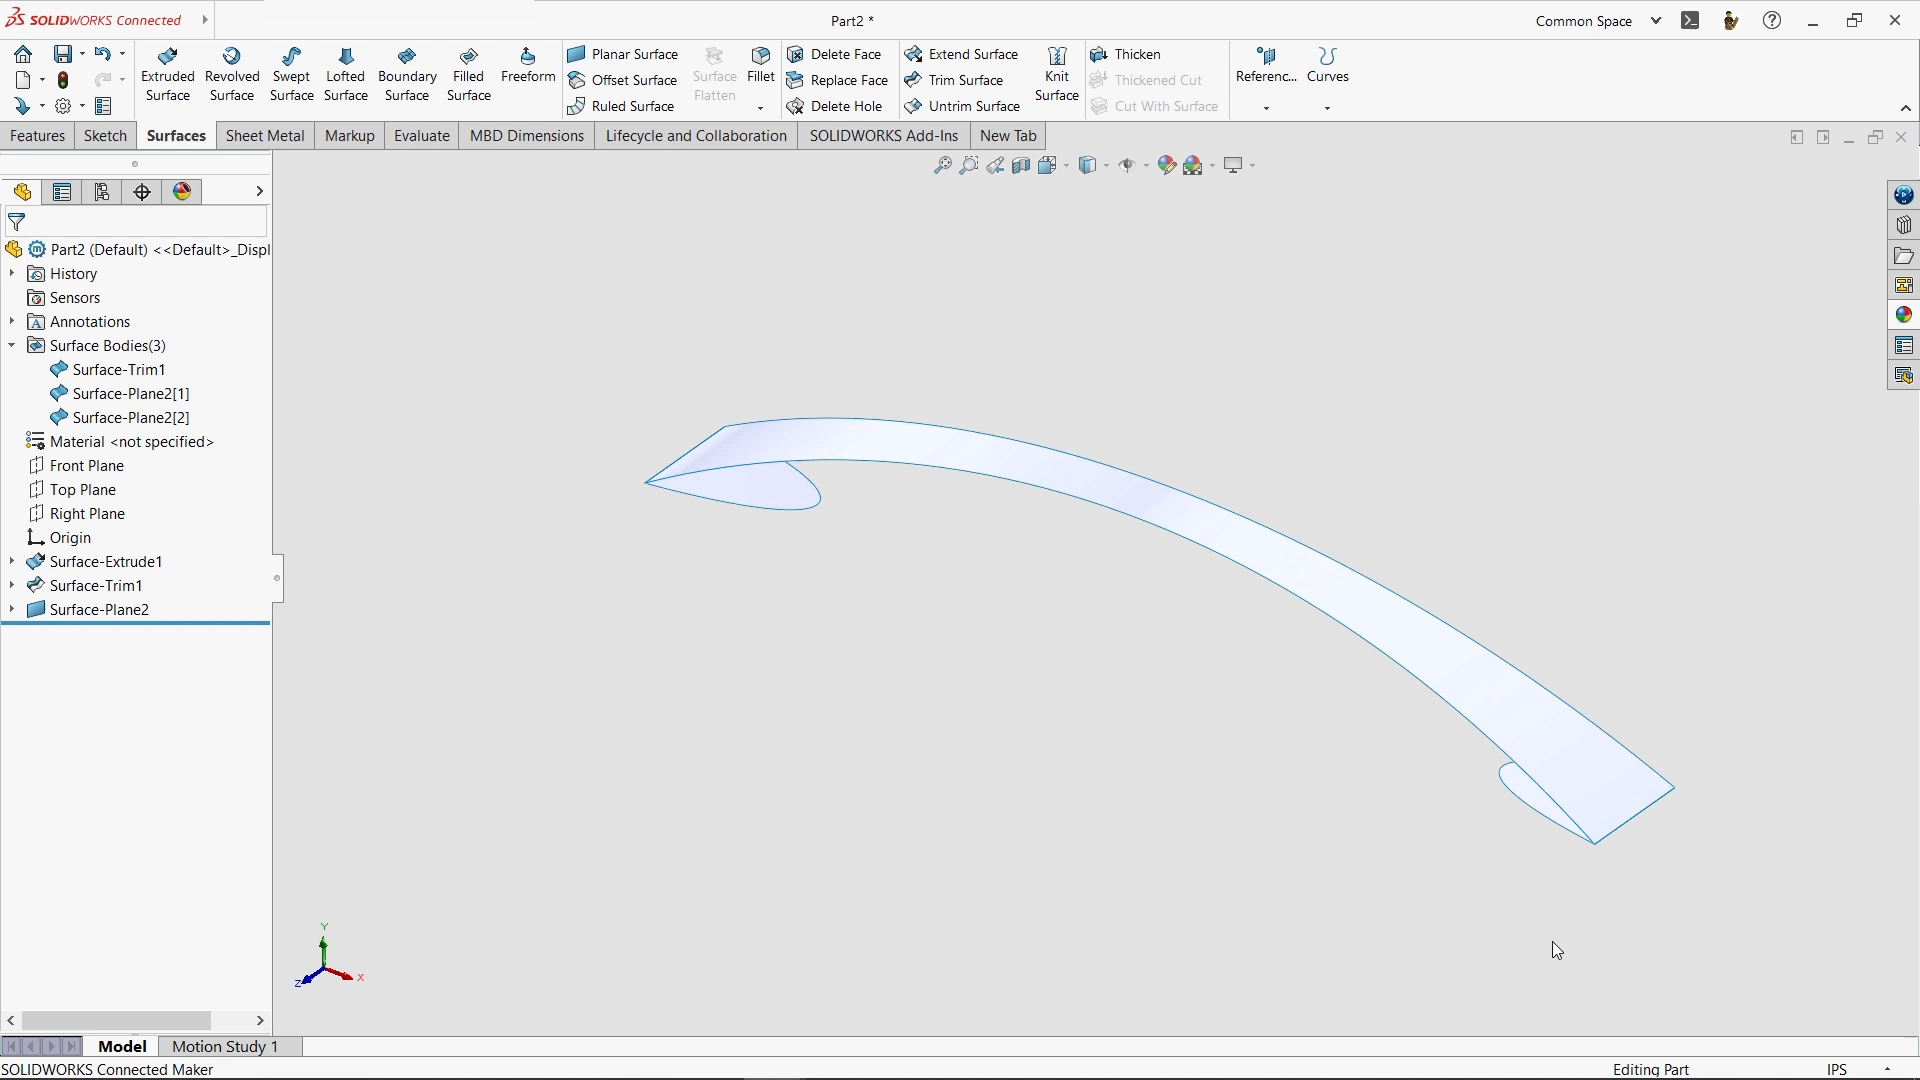 SOLIDWORKS Connected
Part2 *
Common Space
Extruded Surface
Revolved Surface
Swept Surface
Lofted Surface
Boundary Surface
Filled Surface
Freeform
Planar Surface
Offset Surface
Ruled Surface
Surface Flatten
Fillet
Delete Face
Replace Face
Delete Hole
Extend Surface
Trim Surface
Untrim Surface
Knit Surface
Thicken
Thickened Cut
Cut With Surface
Referenc...
Curves
Features Sketch Surfaces Sheet Metal Markup Evaluate MBD Dimensions Lifecycle and Collaboration SOLIDWORKS Add-Ins New Tab
Part2 (Default) <<Default>_Displ
History
Sensors
Annotations
Surface Bodies(3)
Surface-Trim1
Surface-Plane2[1]
Surface-Plane2[2]
Material <not specified>
Front Plane
Top Plane
Right Plane
Origin
Surface-Extrude1
Surface-Trim1
Surface-Plane2
Y
X
Z
Model Motion Study 1
SOLIDWORKS Connected Maker Editing Part IPS